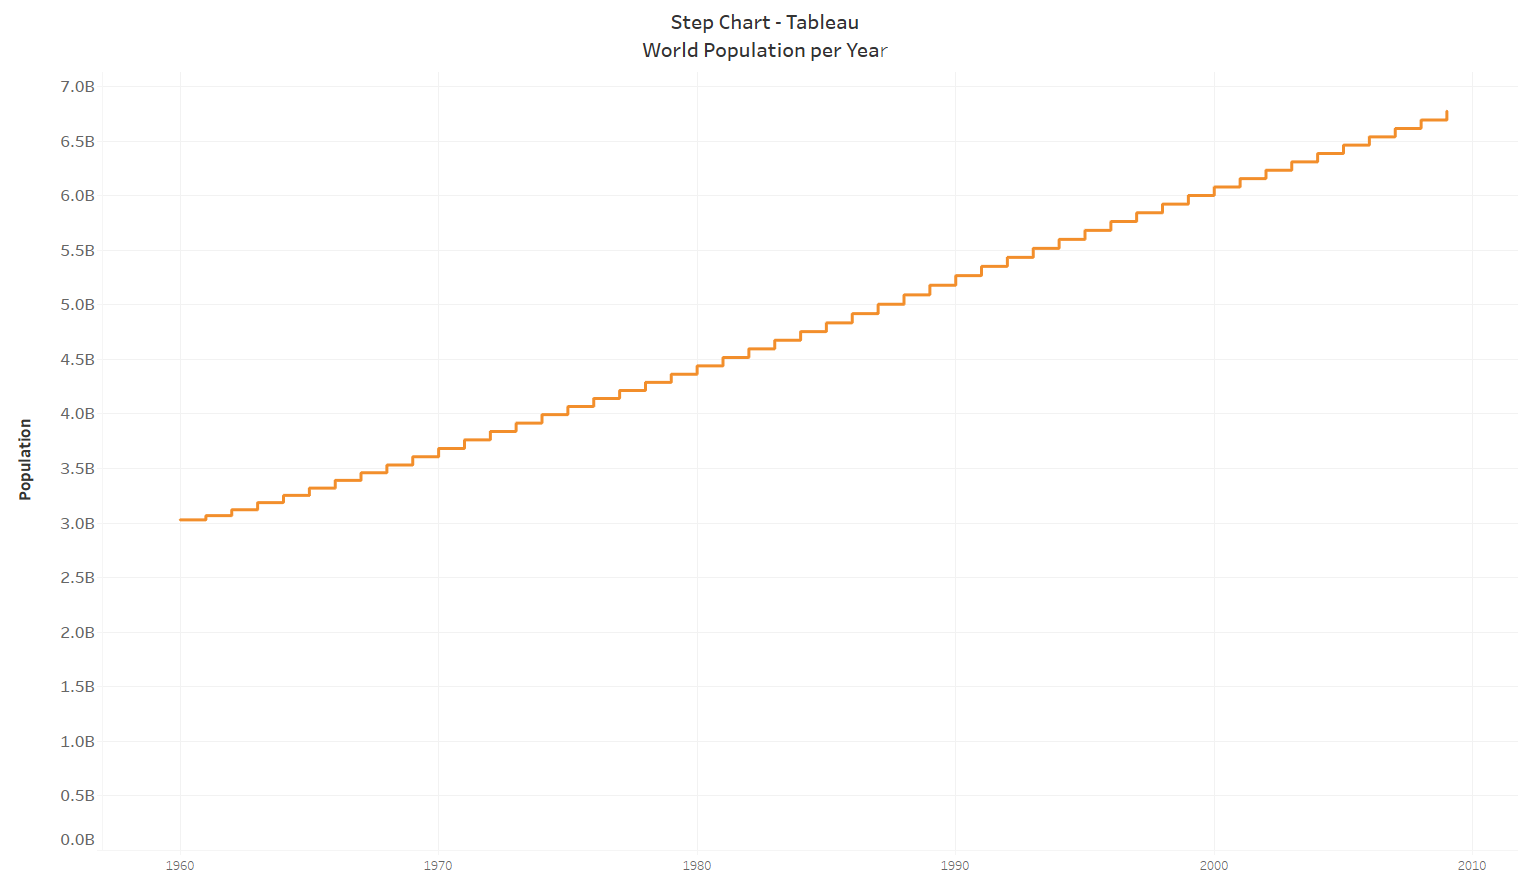 Step Chart - Tableau
World Population per Year
7.0B
6.5B
6.0B
5.5B
5.0B
4.5B
4.0B
3.5B
3.0B
2.5B
2.0B
1.5B
1.0B
0.5B
0.0B
Population
1960 1970 1980 1990 2000 2010